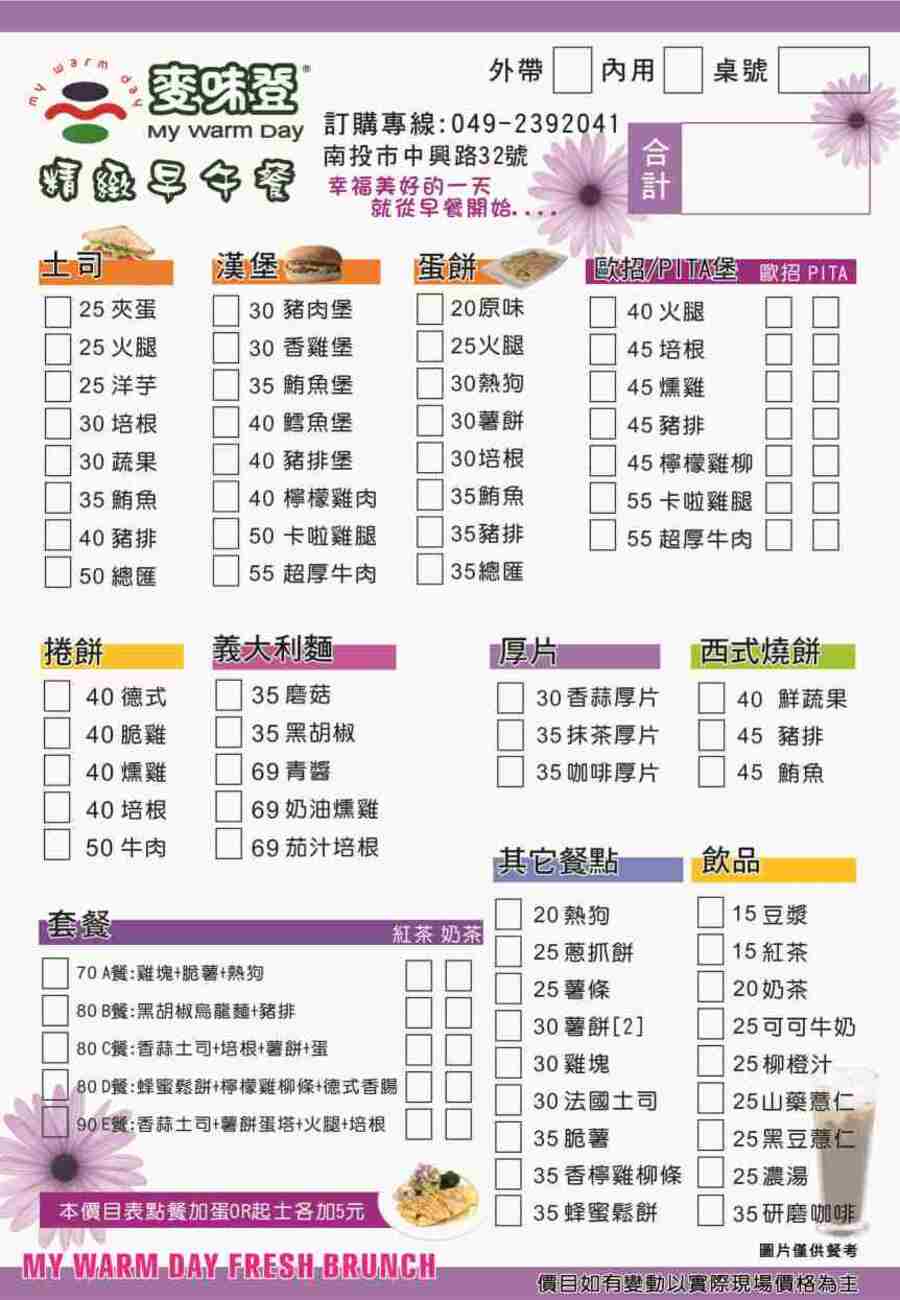 my warm day
麥味登®
My Warm Day
精緻早午餐
外帶 內用 桌號
訂購專線:049-2392041
南投市中興路32號
幸福美好的一天
就從早餐開始....
合計
土司
25 夾蛋
25 火腿
25 洋芋
30 培根
30 蔬果
35 鮪魚
40 豬排
50 總匯
漢堡
30 豬肉堡
30 香雞堡
35 鮪魚堡
40 鱈魚堡
40 豬排堡
40 檸檬雞肉
50 卡啦雞腿
55 超厚牛肉
蛋餅
20原味
25火腿
30熱狗
30薯餅
30培根
35鮪魚
35豬排
35總匯
歐招/PITA堡 歐招 PITA
40 火腿
45 培根
45 燻雞
45 豬排
45 檸檬雞柳
55 卡啦雞腿
55 超厚牛肉
捲餅
40 德式
40 脆雞
40 燻雞
40 培根
50 牛肉
義大利麵
35 磨菇
35 黑胡椒
69 青醬
69 奶油燻雞
69 茄汁培根
厚片
30 香蒜厚片
35 抹茶厚片
35 咖啡厚片
西式燒餅
40 鮮蔬果
45 豬排
45 鮪魚
套餐 紅茶 奶茶
70 A餐:雞塊+脆薯+熱狗
80 B餐:黑胡椒烏龍麵+豬排
80 C餐:香蒜土司+培根+薯餅+蛋
80 D餐:蜂蜜鬆餅+檸檬雞柳條+德式香腸
90 E餐:香蒜土司+薯餅蛋塔+火腿+培根
其它餐點
20 熱狗
25 蔥抓餅
25 薯條
30 薯餅[2]
30 雞塊
30 法國土司
35 脆薯
35 香檸雞柳條
35 蜂蜜鬆餅
飲品
15 豆漿
15 紅茶
20 奶茶
25 可可牛奶
25 柳橙汁
25 山藥薏仁
25 黑豆薏仁
25 濃湯
35 研磨咖啡
本價目表點餐加蛋OR起士各加5元
圖片僅供餐考
MY WARM DAY FRESH BRUNCH
價目如有變動以實際現場價格為主